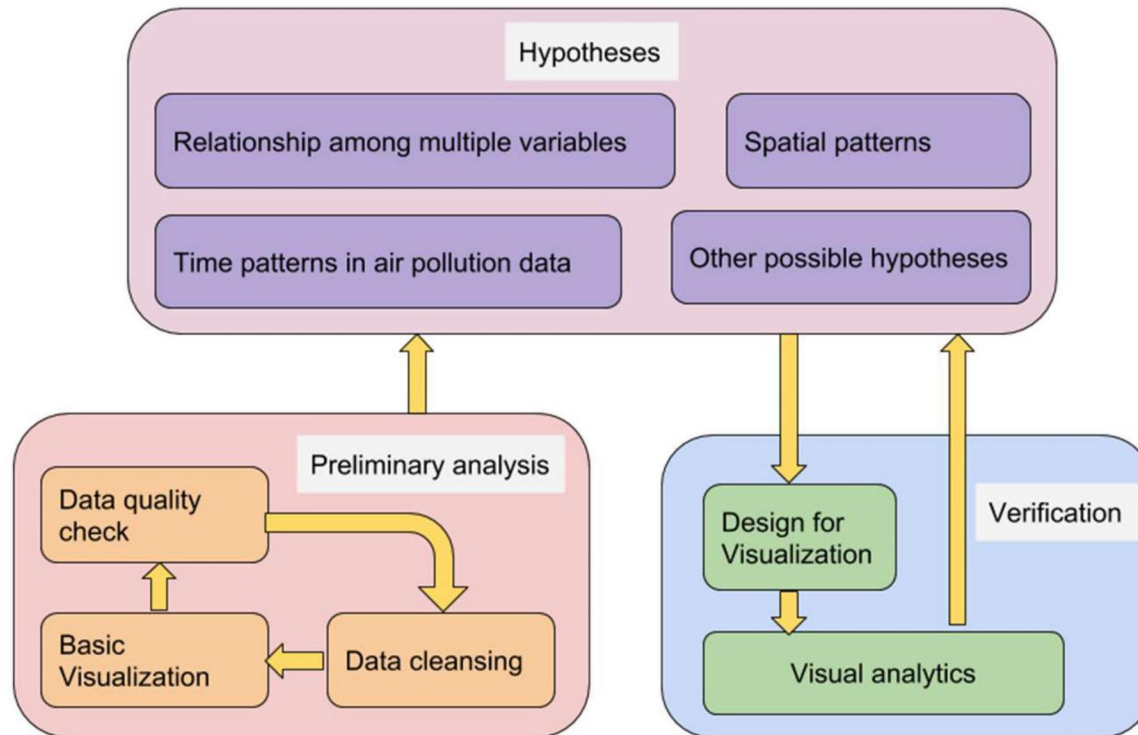 Hypotheses
Relationship among multiple variables
Spatial patterns
Time patterns in air pollution data
Other possible hypotheses
Preliminary analysis
Data quality
check
Basic
Visualization
Data cleansing
Verification
Design for
Visualization
Visual analytics